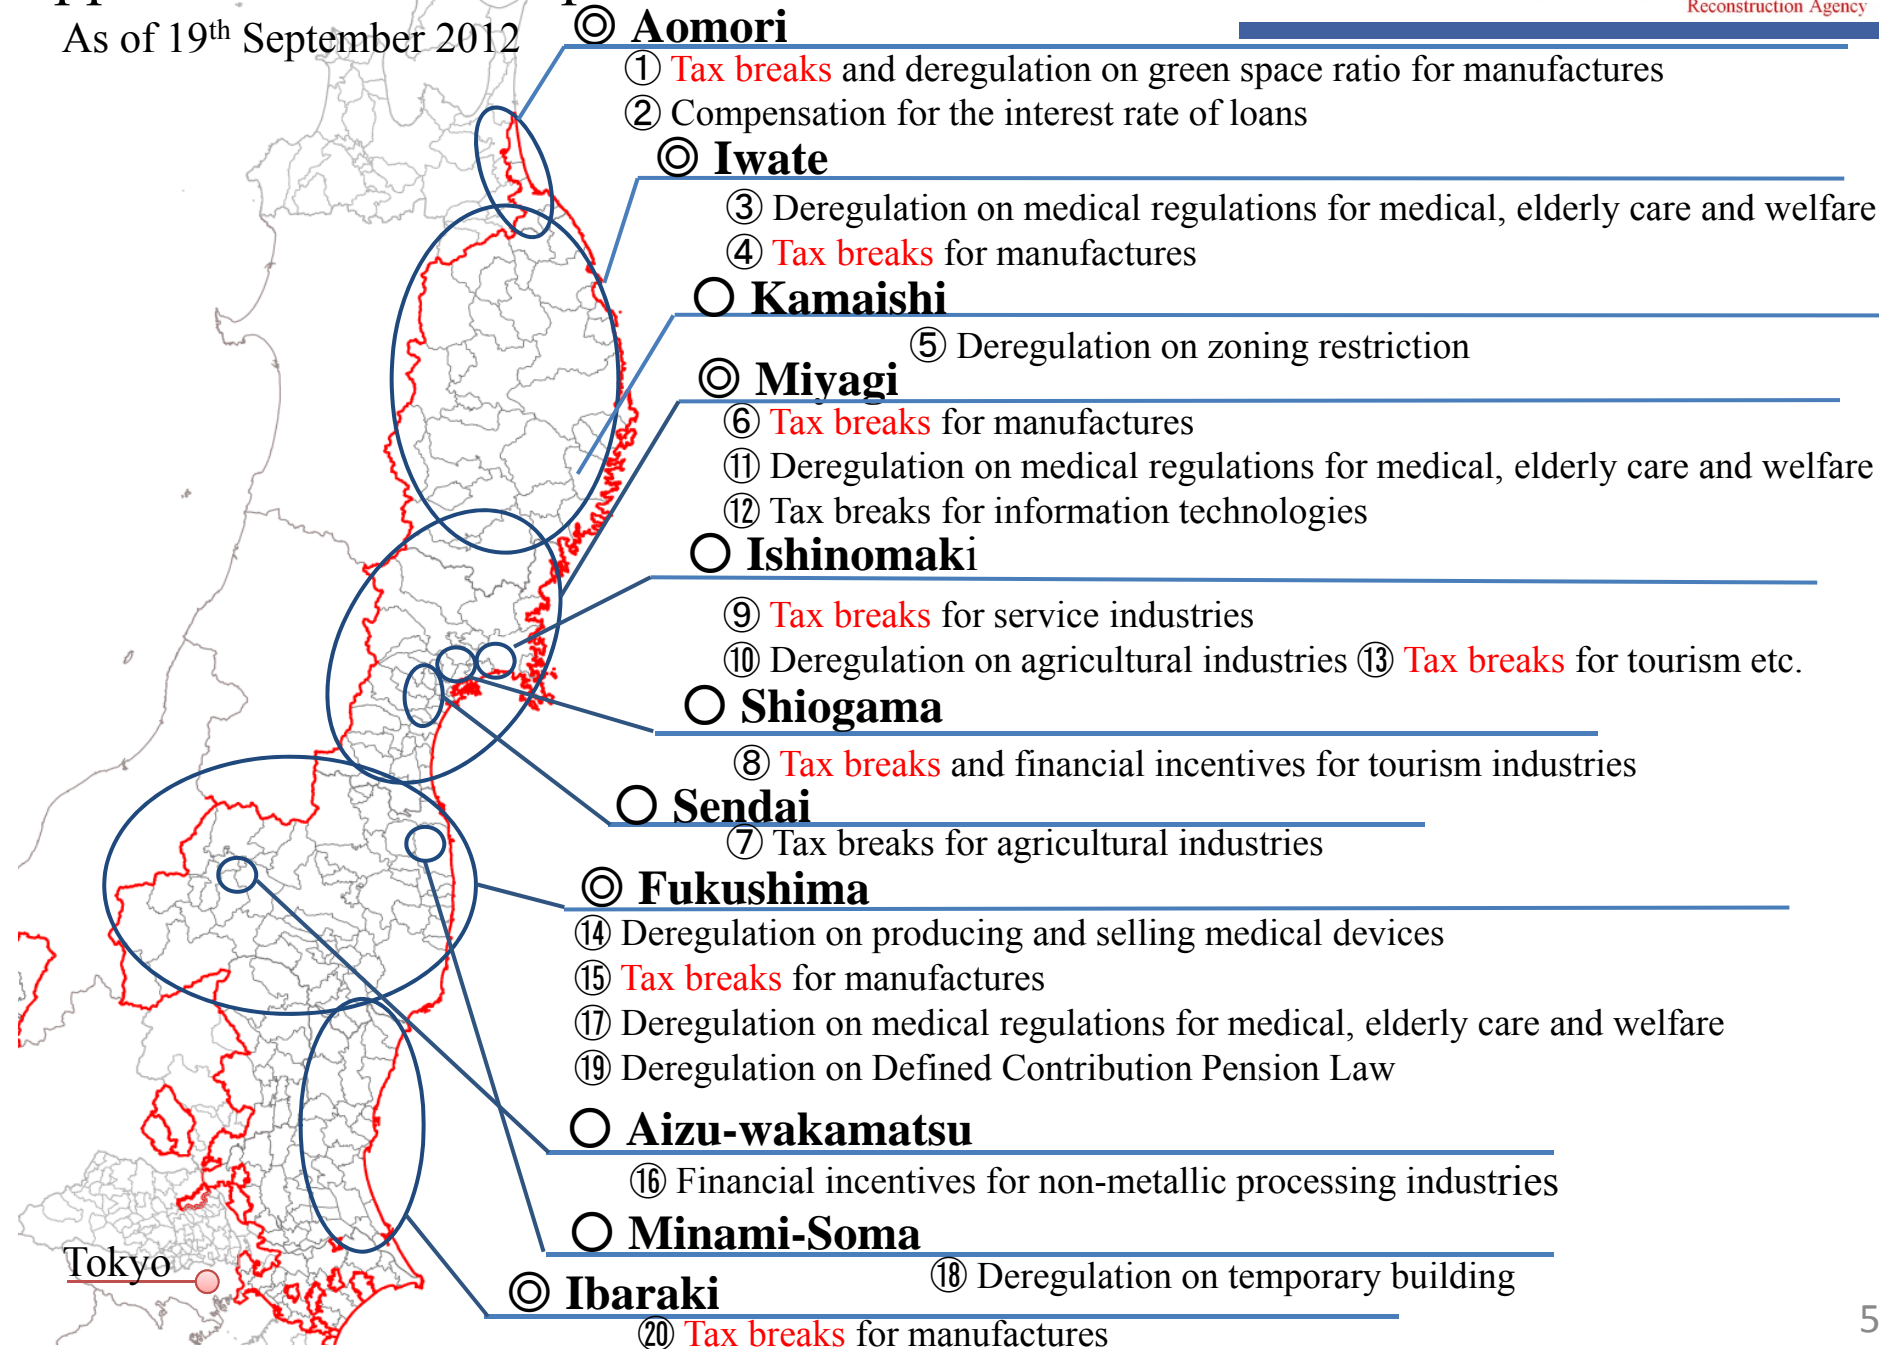 Reconstruction Agency
As of 19th September 2012
◎ Aomori
① Tax breaks and deregulation on green space ratio for manufactures
② Compensation for the interest rate of loans
◎ Iwate
③ Deregulation on medical regulations for medical, elderly care and welfare
④ Tax breaks for manufactures
○ Kamaishi
⑤ Deregulation on zoning restriction
◎ Miyagi
⑥ Tax breaks for manufactures
⑪ Deregulation on medical regulations for medical, elderly care and welfare
⑫ Tax breaks for information technologies
○ Ishinomaki
⑨ Tax breaks for service industries
⑩ Deregulation on agricultural industries ⑬ Tax breaks for tourism etc.
○ Shiogama
⑧ Tax breaks and financial incentives for tourism industries
○ Sendai
⑦ Tax breaks for agricultural industries
◎ Fukushima
⑭ Deregulation on producing and selling medical devices
⑮ Tax breaks for manufactures
⑰ Deregulation on medical regulations for medical, elderly care and welfare
⑲ Deregulation on Defined Contribution Pension Law
○ Aizu-wakamatsu
⑯ Financial incentives for non-metallic processing industries
○ Minami-Soma
⑱ Deregulation on temporary building
Tokyo
◎ Ibaraki
⑳ Tax breaks for manufactures
5